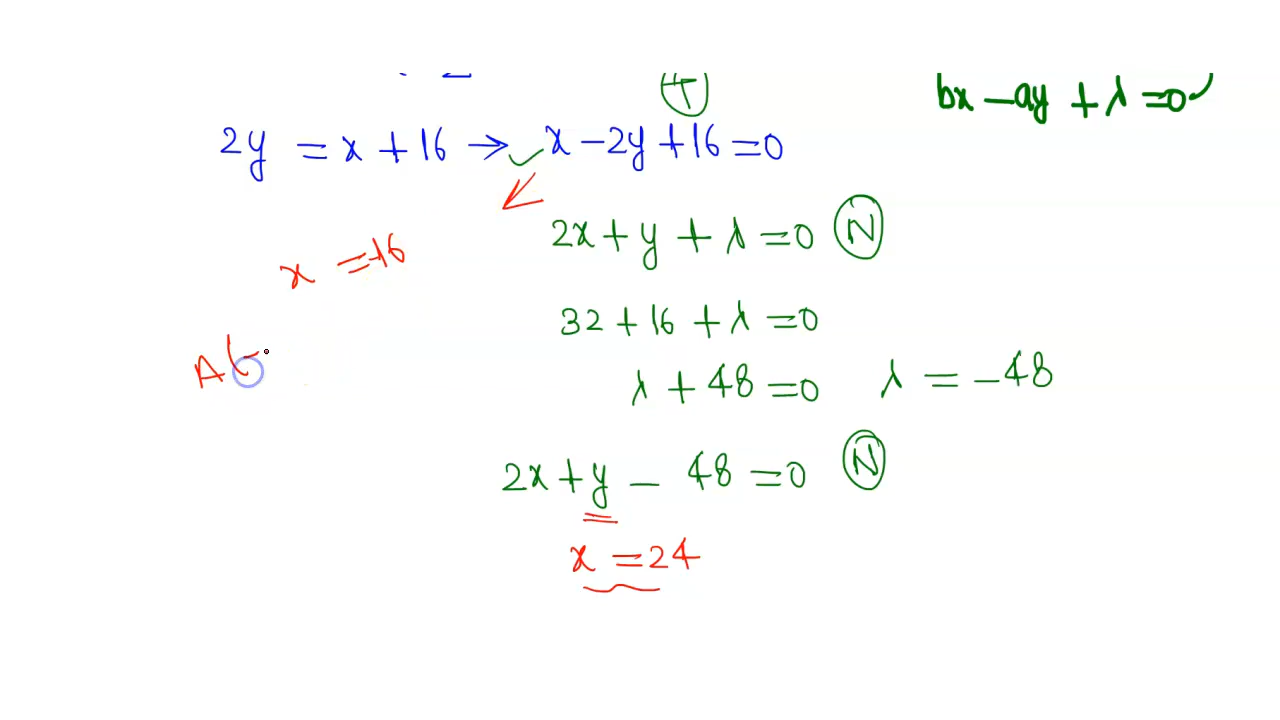 bx - ay + λ = 0
T
2y = x + 16 → x - 2y + 16 = 0
2x + y + λ = 0 N
x = -16
32 + 16 + λ = 0
λ + 48 = 0 λ = -48
2x + y - 48 = 0 N
x = 24